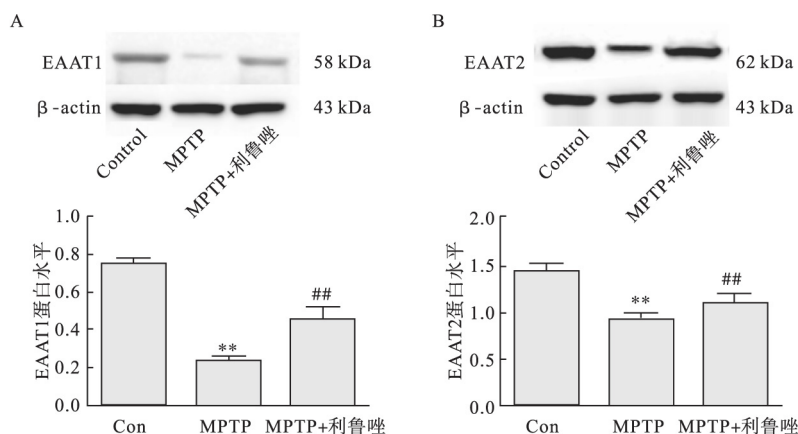 A
EAAT1
58 kDa
β-actin
43 kDa
Control
MPTP
MPTP+利鲁唑
EAAT1蛋白水平
1.0
0.8
0.6
0.4
0.2
0.0
**
##
Con
MPTP
MPTP+利鲁唑
B
EAAT2
62 kDa
β-actin
43 kDa
Control
MPTP
MPTP+利鲁唑
EAAT2蛋白水平
2.0
1.5
1.0
0.5
0.0
**
##
Con
MPTP
MPTP+利鲁唑